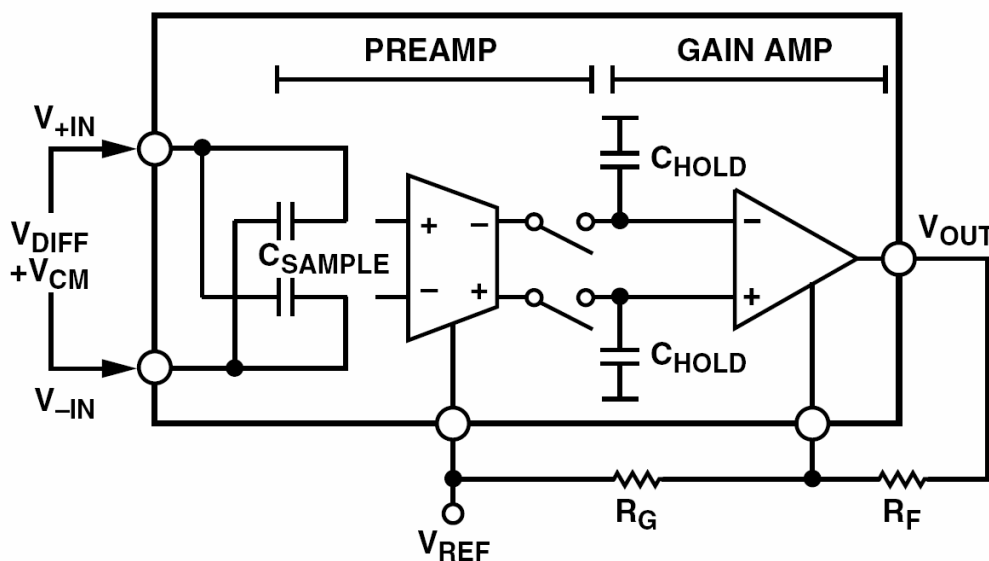 PREAMP
GAIN AMP
V+IN
CHOLD
VDIFF
+VCM
CSAMPLE
+
–
–
+
–
+
VOUT
V–IN
CHOLD
RG
RF
VREF